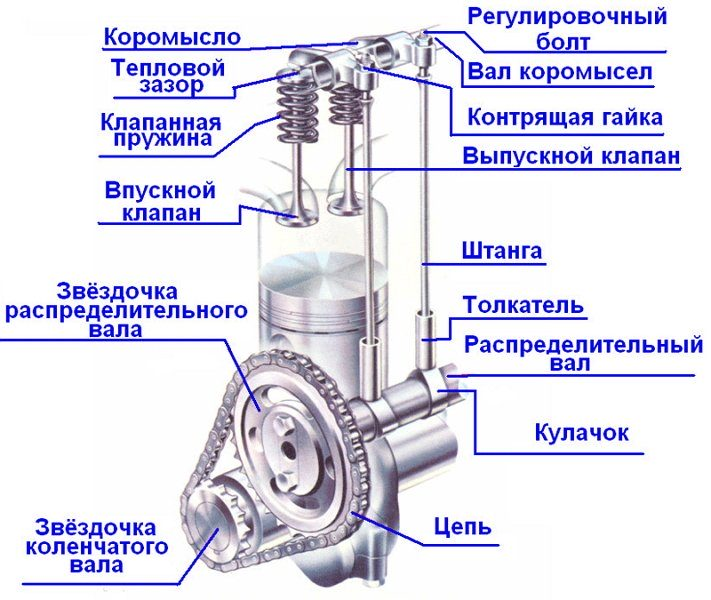 Коромысло
Тепловой
зазор
Клапанная
пружина
Впускной
клапан
Звёздочка
распределительного
вала
Звёздочка
коленчатого
вала
Регулировочный
болт
Вал коромысел
Контрящая гайка
Выпускной клапан
Штанга
Толкатель
Распределительный
вал
Кулачок
Цепь